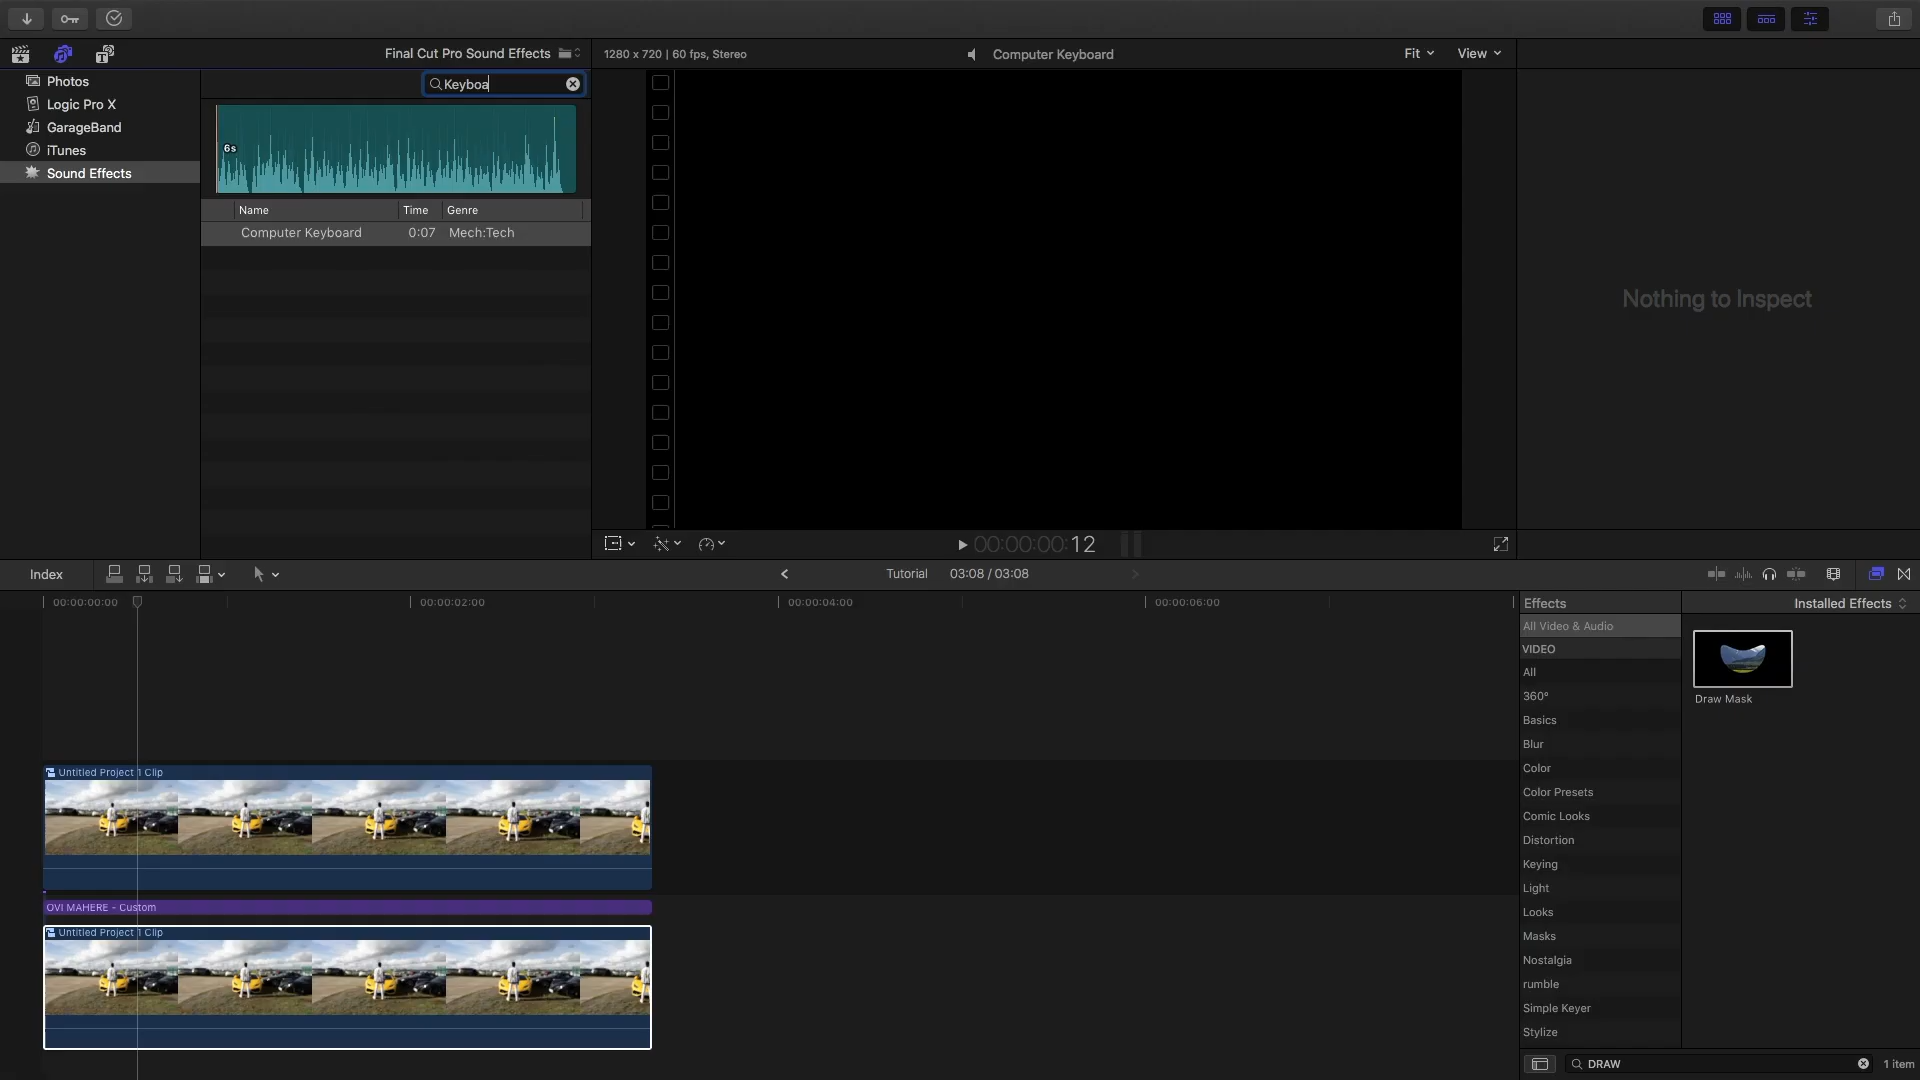 Final Cut Pro Sound Effects
1280 x 720 | 60 fps, Stereo
Computer Keyboard
Fit
View
Photos
Logic Pro X
GarageBand
iTunes
Sound Effects
Keyboa
6s
Name Time Genre
Computer Keyboard 0:07 Mech:Tech
Nothing to Inspect
00:00:00:12
Index
Tutorial 03:08 / 03:08
00:00:00:00 00:00:02:00 00:00:04:00 00:00:06:00
Untitled Project 1 Clip
OVI MAHERE - Custom
Untitled Project 1 Clip
Effects
Installed Effects
All Video & Audio
VIDEO
All
360°
Basics
Blur
Color
Color Presets
Comic Looks
Distortion
Keying
Light
Looks
Masks
Nostalgia
rumble
Simple Keyer
Stylize
Draw Mask
DRAW
1 item